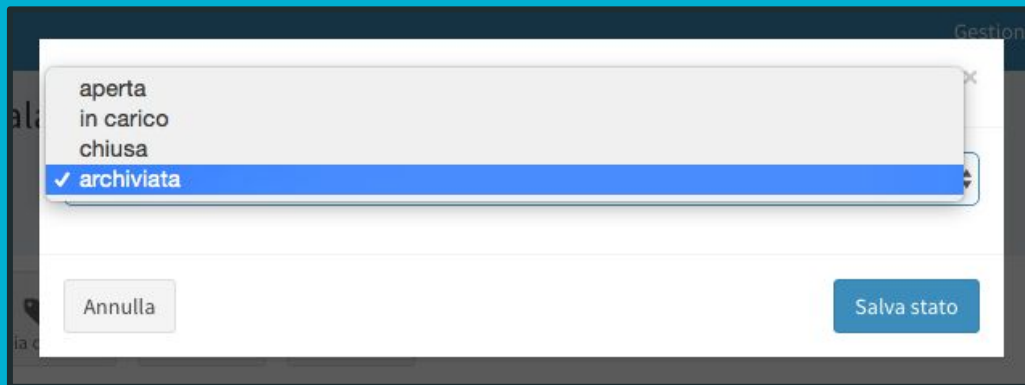 Gestion
aperta
in carico
chiusa
archiviata
Annulla
Salva stato